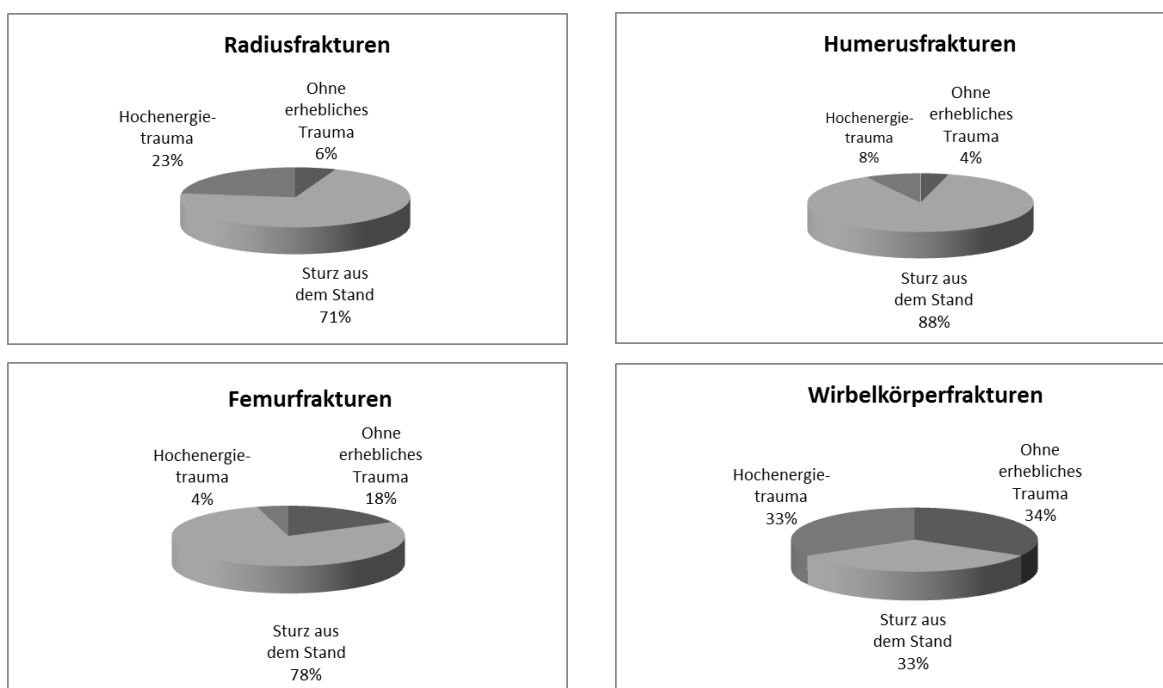 Radiusfrakturen
Ohne
erhebliches
Trauma
6%
Hochenergie-
trauma
23%
Sturz aus
dem Stand
71%
Humerusfrakturen
Ohne
erhebliches
Trauma
4%
Hochenergie-
trauma
8%
Sturz aus
dem Stand
88%
Femurfrakturen
Ohne
erhebliches
Trauma
18%
Hochenergie-
trauma
4%
Sturz aus
dem Stand
78%
Wirbelkörperfrakturen
Ohne
erhebliches
Trauma
34%
Hochenergie-
trauma
33%
Sturz aus
dem Stand
33%